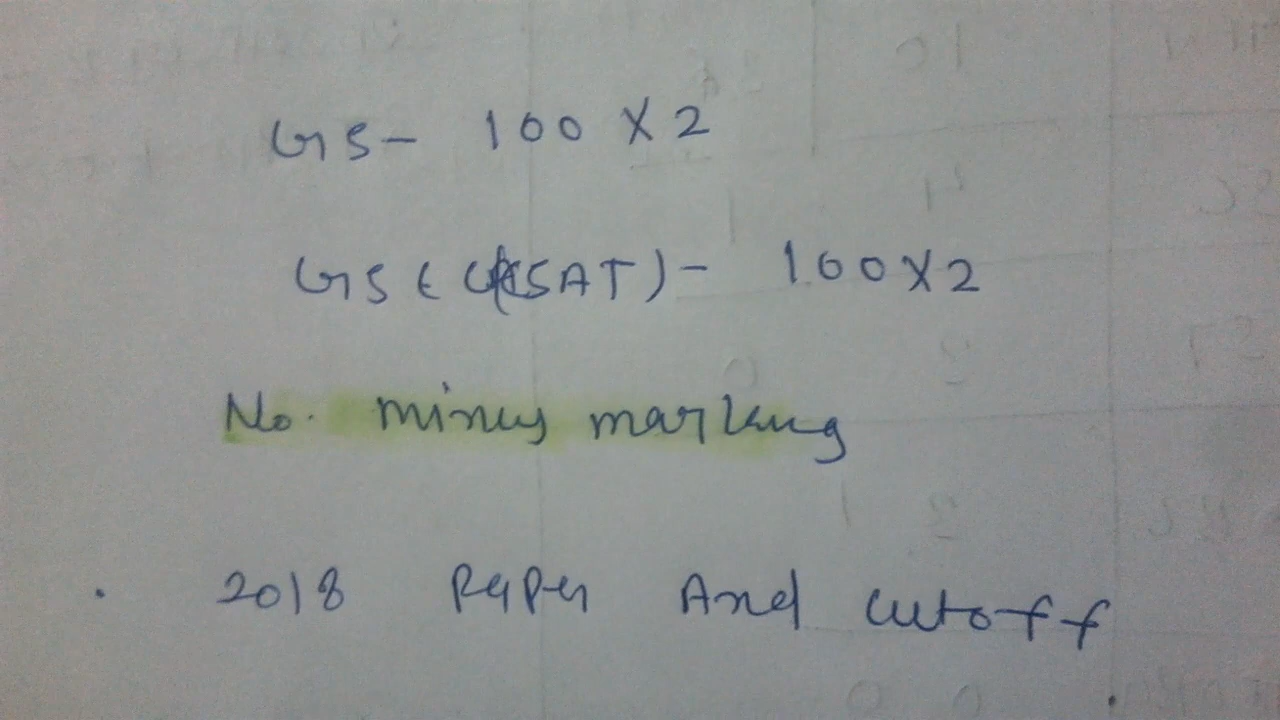 GS - 100 X 2
GS (CSAT) - 100 X 2
No. minus marking
2018 Paper And cutoff